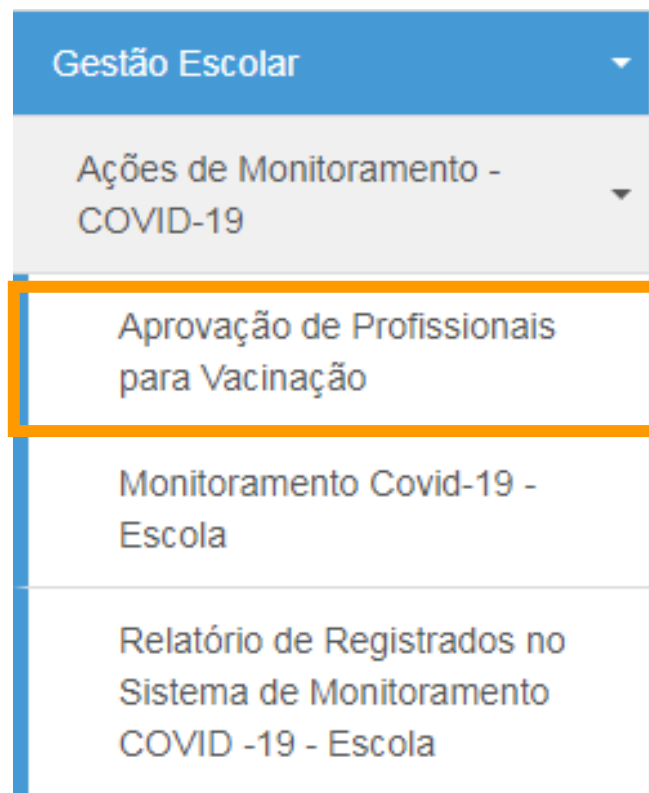 Gestão Escolar
Ações de Monitoramento -
COVID-19
Aprovação de Profissionais
para Vacinação
Monitoramento Covid-19 -
Escola
Relatório de Registrados no
Sistema de Monitoramento
COVID -19 - Escola